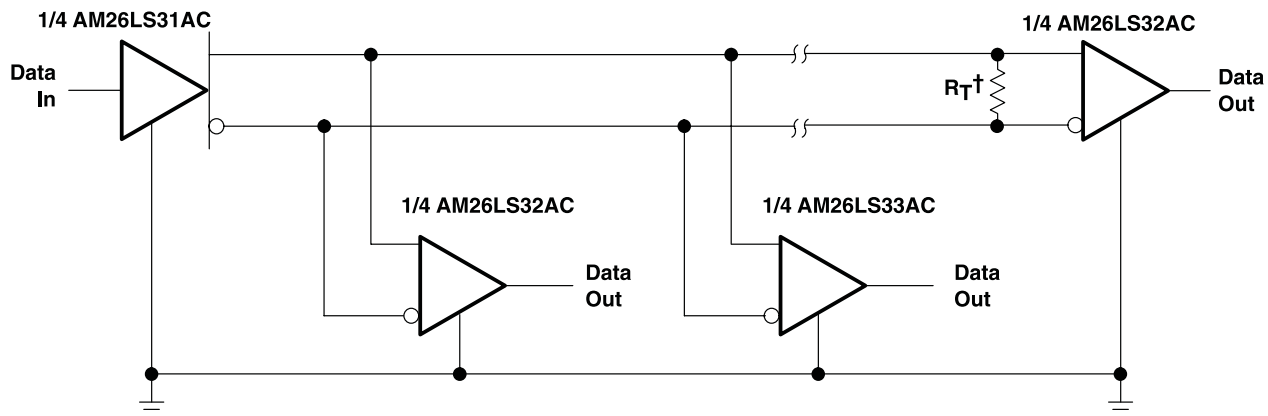 1/4 AM26LS31AC
1/4 AM26LS32AC
Data
In
RT†
Data
Out
1/4 AM26LS32AC
1/4 AM26LS33AC
Data
Out
Data
Out